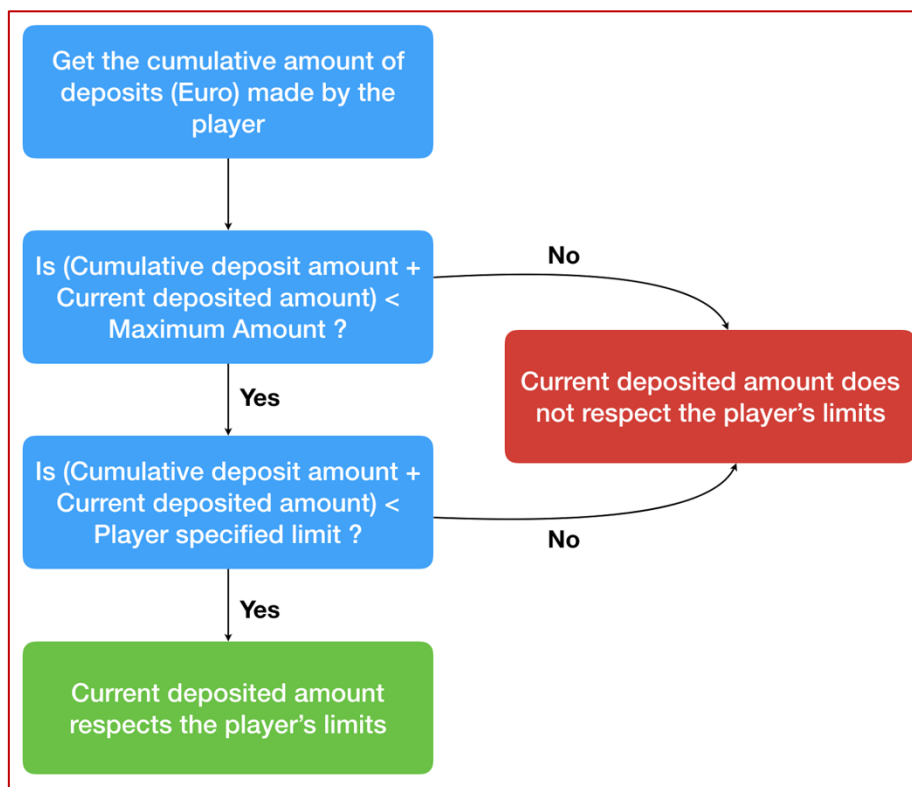 Get the cumulative amount of
deposits (Euro) made by the
player
Is (Cumulative deposit amount +
Current deposited amount) <
Maximum Amount ?
No
Current deposited amount does
not respect the player’s limits
Yes
Is (Cumulative deposit amount +
Current deposited amount) <
Player specified limit ?
No
Yes
Current deposited amount
respects the player’s limits